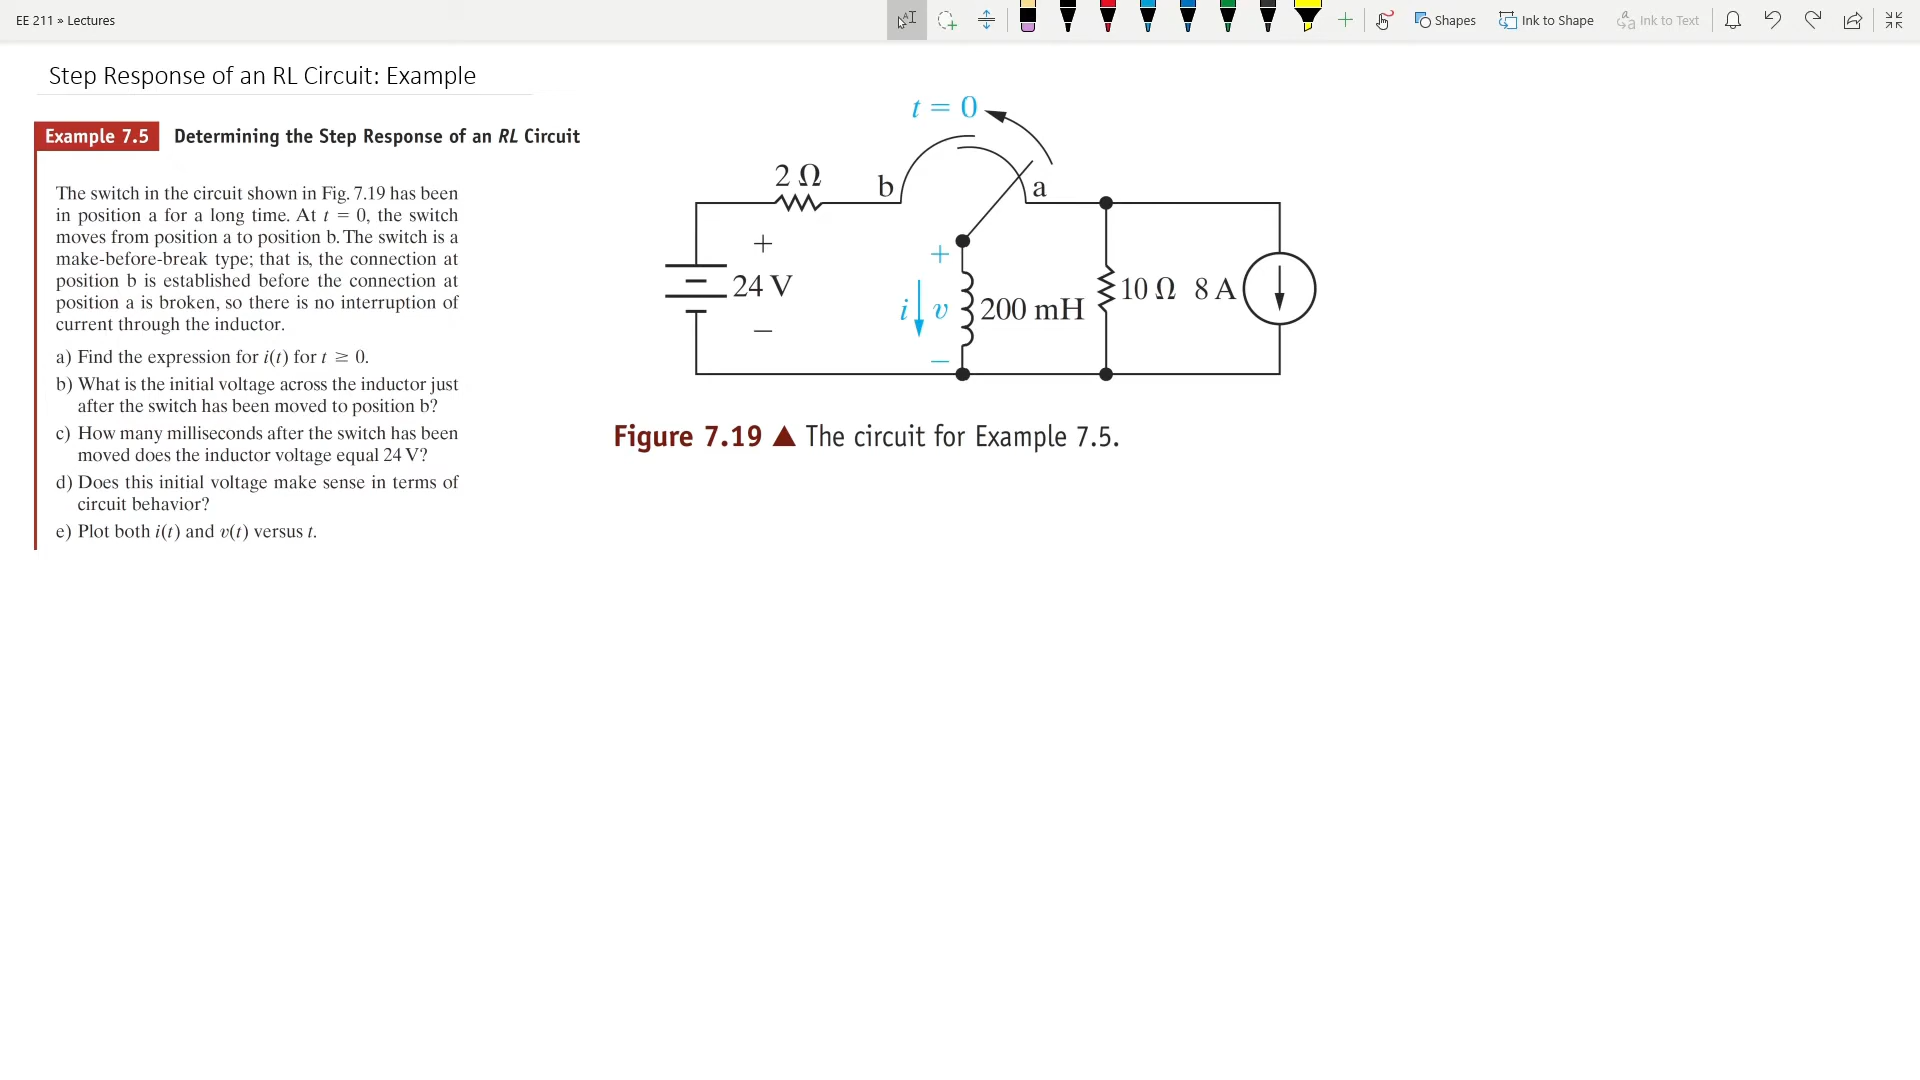 EE 211 » Lectures
Shapes
Ink to Shape
Ink to Text
Step Response of an RL Circuit: Example
Example 7.5 Determining the Step Response of an RL Circuit
The switch in the circuit shown in Fig. 7.19 has been
in position a for a long time. At t = 0, the switch
moves from position a to position b. The switch is a
make-before-break type; that is, the connection at
position b is established before the connection at
position a is broken, so there is no interruption of
current through the inductor.
a) Find the expression for i(t) for t ≥ 0.
b) What is the initial voltage across the inductor just
after the switch has been moved to position b?
c) How many milliseconds after the switch has been
moved does the inductor voltage equal 24 V?
d) Does this initial voltage make sense in terms of
circuit behavior?
e) Plot both i(t) and v(t) versus t.
t = 0
2 Ω
b
a
+
24 V
−
+
i
v
−
200 mH
10 Ω
8 A
Figure 7.19 ▲ The circuit for Example 7.5.